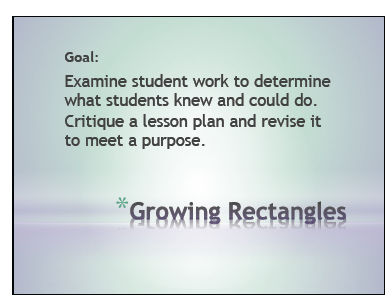 Goal:
Examine student work to determine
what students knew and could do.
Critique a lesson plan and revise it
to meet a purpose.
*Growing Rectangles